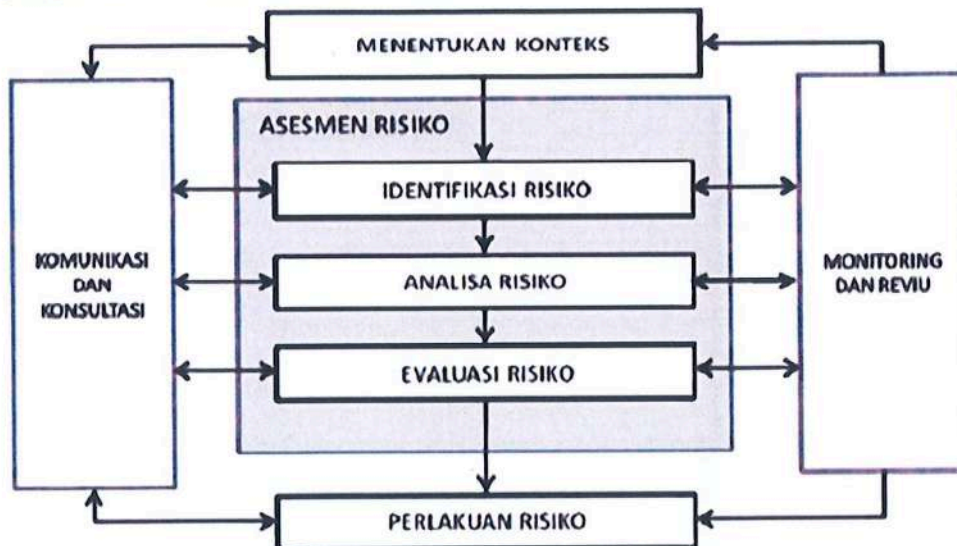 MENENTUKAN KONTEKS
ASESMEN RISIKO
IDENTIFIKASI RISIKO
KOMUNIKASI
DAN
KONSULTASI
ANALISA RISIKO
MONITORING
DAN REVIU
EVALUASI RISIKO
PERLAKUAN RISIKO